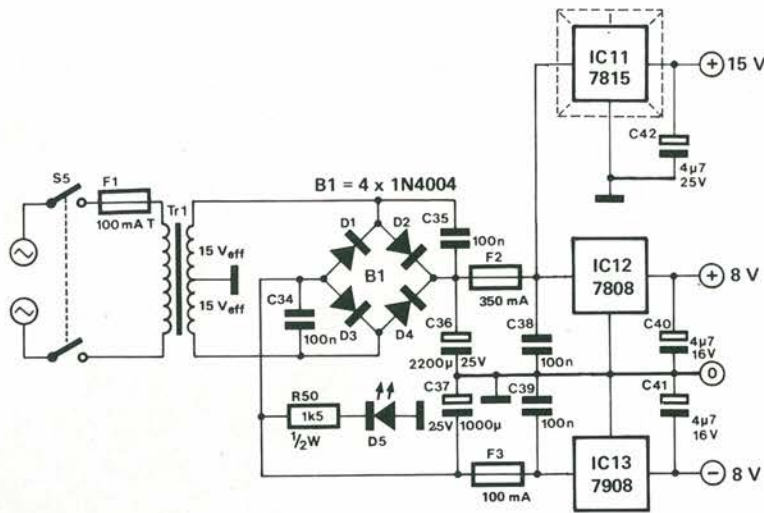 IC11
7815
+
15 V
C42
4µ7
25V
S5
F1
100 mA T
Tr1
15 Veff
15 Veff
B1 = 4 x 1N4004
D1
D2
B1
D3
D4
C35
100n
C34
100n
F2
350 mA
IC12
7808
+
8 V
C36
2200µ
25V
C38
100n
C40
4µ7
16V
0
C37
25V
1000µ
C39
100n
C41
4µ7
16V
R50
1k5
½W
D5
F3
100 mA
IC13
7908
−
8 V